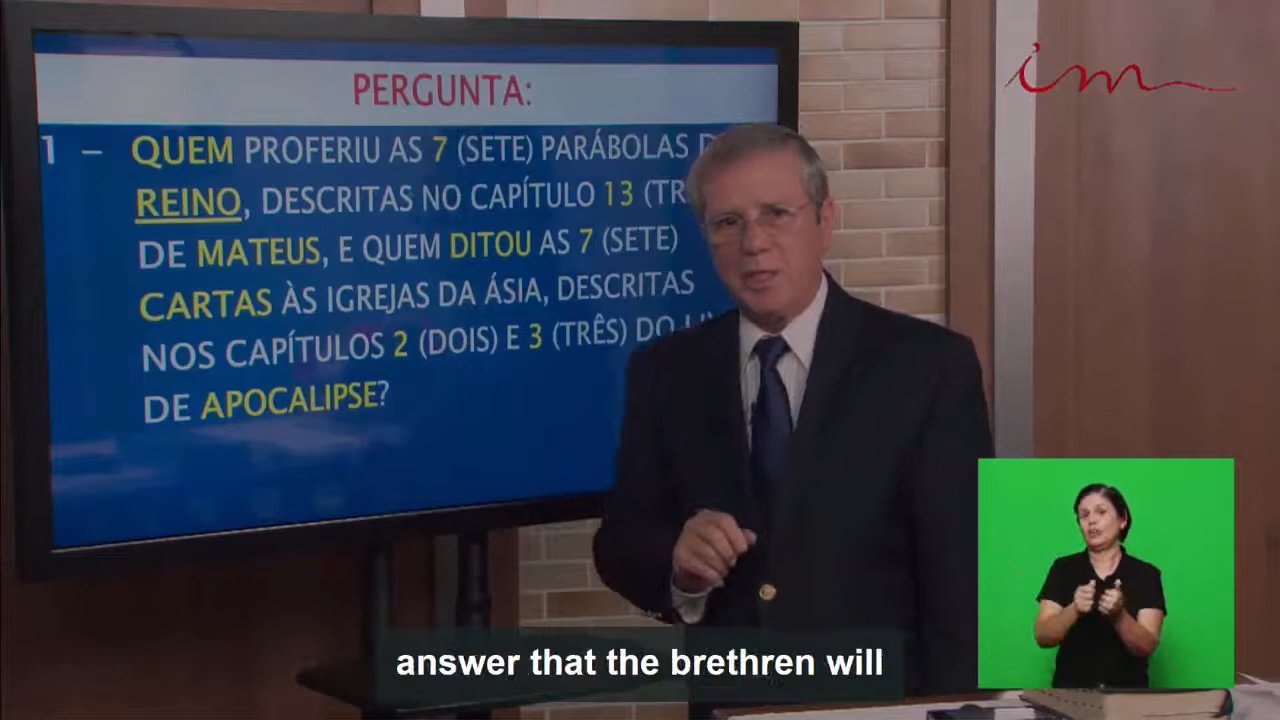 PERGUNTA:
1 – QUEM PROFERIU AS 7 (SETE) PARÁBOLAS
REINO, DESCRITAS NO CAPÍTULO 13
DE MATEUS, E QUEM DITOU AS 7 (SETE)
CARTAS ÀS IGREJAS DA ÁSIA, DESCRITAS
NOS CAPÍTULOS 2 (DOIS) E 3 (TRÊS) DO
DE APOCALIPSE?
im
answer that the brethren will